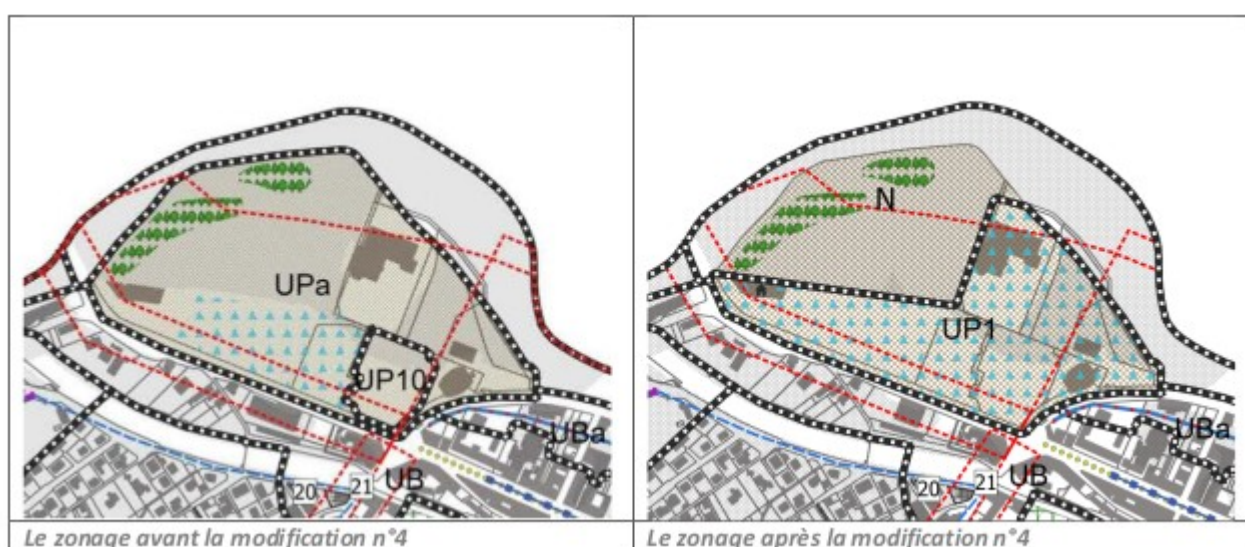 UPa
UP10
UBa
UB
20
21
N
UP1
UBa
UB
20
21
Le zonage avant la modification n°4
Le zonage après la modification n°4